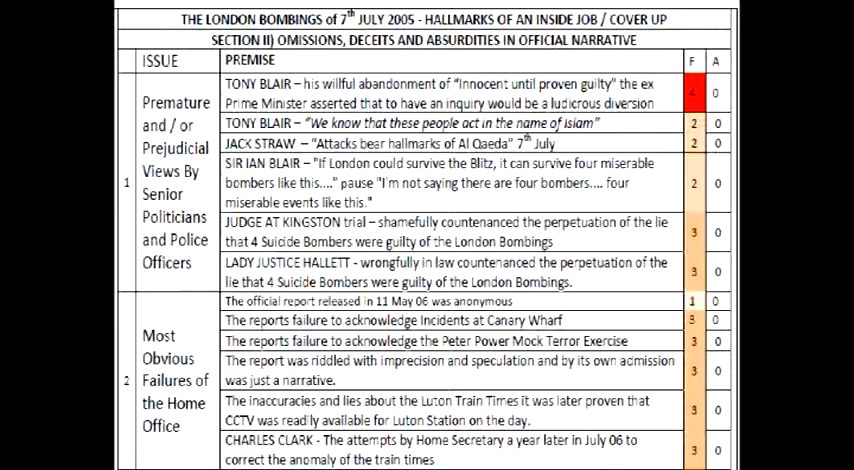 THE LONDON BOMBINGS of 7th JULY 2005 - HALLMARKS OF AN INSIDE JOB / COVER UP
SECTION II) OMISSIONS, DECEITS AND ABSURDITIES IN OFFICIAL NARRATIVE
ISSUE PREMISE F A
1 Premature and / or Prejudicial Views By Senior Politicians and Police Officers
TONY BLAIR – his willful abandonment of "Innocent until proven guilty" the ex
Prime Minister asserted that to have an inquiry would be a ludicrous diversion
4 0
TONY BLAIR – "We know that these people act in the name of Islam" 2 0
JACK STRAW – "Attacks bear hallmarks of Al Qaeda" 7th July 2 0
SIR IAN BLAIR – "If London could survive the Blitz, it can survive four miserable
bombers like this...." pause "I'm not saying there are four bombers.... four
miserable events like this."
2 0
JUDGE AT KINGSTON trial – shamefully countenanced the perpetuation of the lie
that 4 Suicide Bombers were guilty of the London Bombings
3 0
LADY JUSTICE HALLETT - wrongfully in law countenanced the perpetuation of the
lie that 4 Suicide Bombers were guilty of the London Bombings.
3 0
2 Most Obvious Failures of the Home Office
The official report released in 11 May 06 was anonymous 1 0
The reports failure to acknowledge Incidents at Canary Wharf 3 0
The reports failure to acknowledge the Peter Power Mock Terror Exercise 3 0
The report was riddled with imprecision and speculation and by its own admission
was just a narrative.
3 0
The inaccuracies and lies about the Luton Train Times it was later proven that
CCTV was readily available for Luton Station on the day.
3 0
CHARLES CLARK - The attempts by Home Secretary a year later in July 06 to
correct the anomaly of the train times
3 0